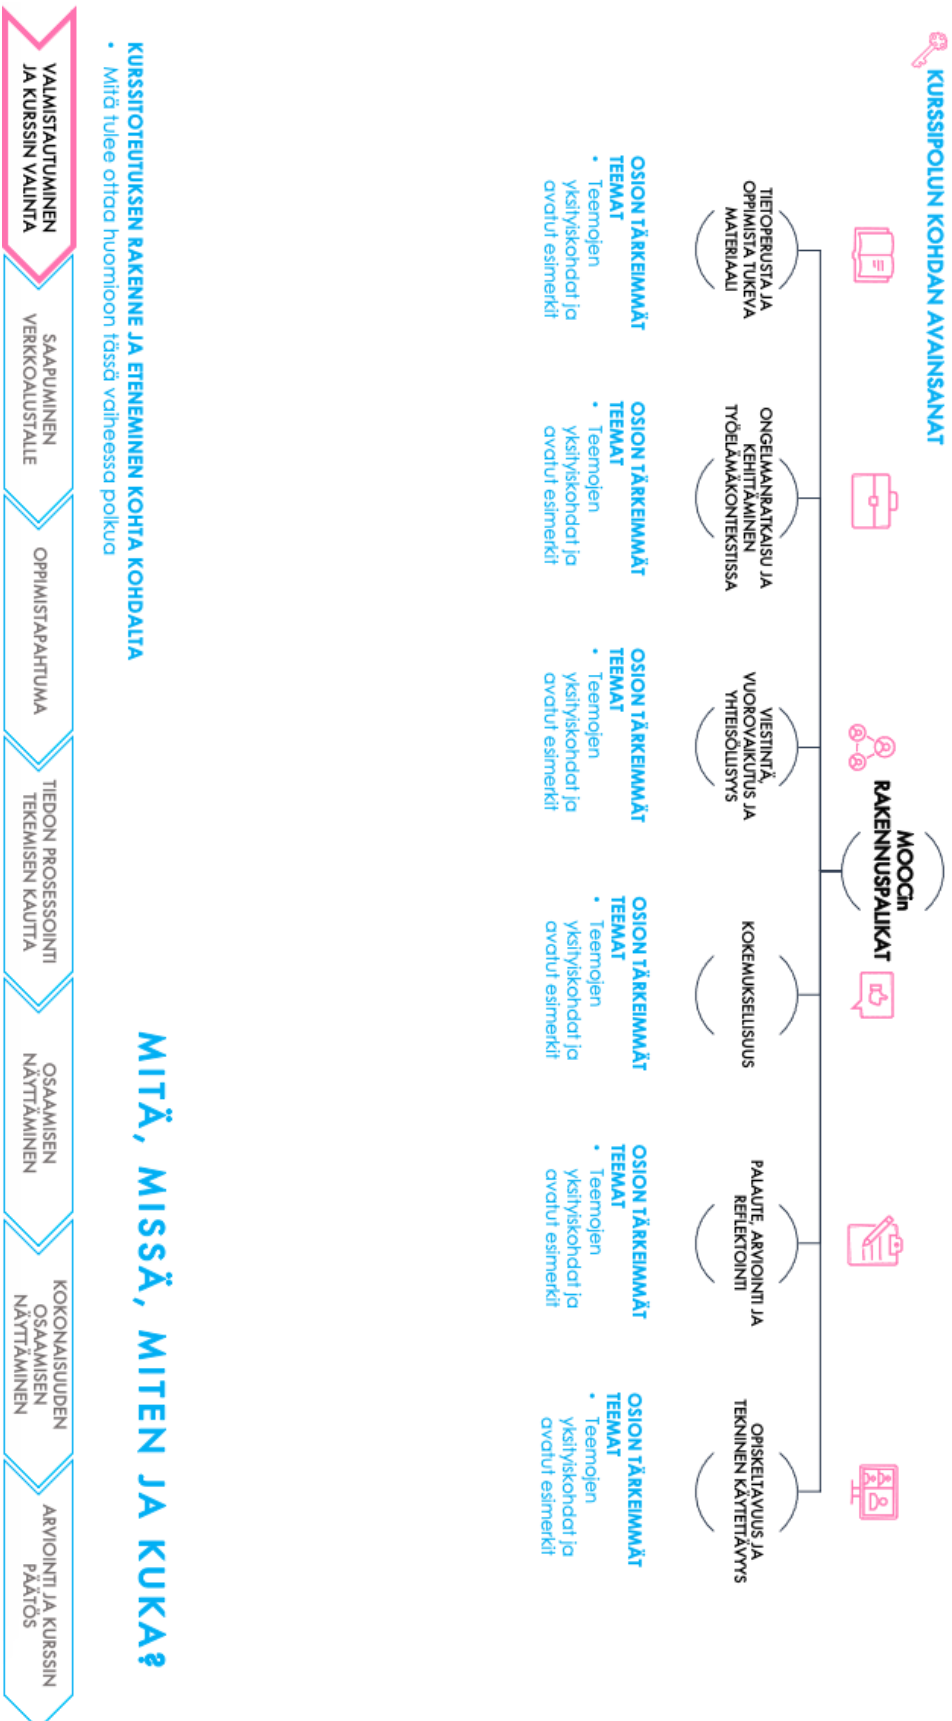 KURSSIPOLUN KOHDAN AVAINSANAT
MOOCin
RAKENNUSPALIKAT
TIETOPERUSTA JA
OPPIMISTA TUKEVA
MATERIAALI
OSION TÄRKEIMMÄT
TEEMAT
• Teemojen
yksityiskohdat ja
avatut esimerkit
ONGELMANRATKAISU JA
KEHITTÄMINEN
TYÖELÄMÄKONTEKSTISSA
OSION TÄRKEIMMÄT
TEEMAT
• Teemojen
yksityiskohdat ja
avatut esimerkit
VIESTINTÄ,
VUOROVAIKUTUS JA
YHTEISÖLLISYYS
OSION TÄRKEIMMÄT
TEEMAT
• Teemojen
yksityiskohdat ja
avatut esimerkit
KOKEMUKSELLISUUS
OSION TÄRKEIMMÄT
TEEMAT
• Teemojen
yksityiskohdat ja
avatut esimerkit
PALAUTE, ARVIOINTI JA
REFLEKTOINTI
OSION TÄRKEIMMÄT
TEEMAT
• Teemojen
yksityiskohdat ja
avatut esimerkit
OPISKELTAVUUS JA
TEKNINEN KÄYTETTÄVYYS
OSION TÄRKEIMMÄT
TEEMAT
• Teemojen
yksityiskohdat ja
avatut esimerkit
KURSSITOTEUTUKSEN RAKENNE JA ETENEMINEN KOHTA KOHDALTA
• Mitä tulee ottaa huomioon tässä vaiheessa polkua
MITÄ, MISSÄ, MITEN JA KUKA?
VALMISTAUTUMINEN
JA KURSSIN VALINTA
SAAPUMINEN
VERKKOALUSTALLE
OPPIMISTAPAHTUMA
TIEDON PROSESSOINTI
TEKEMISEN KAUTTA
OSAAMISEN
NÄYTTÄMINEN
KOKONAISUUDEN
OSAAMISEN
NÄYTTÄMINEN
ARVIOINTI JA KURSSIN
PÄÄTÖS